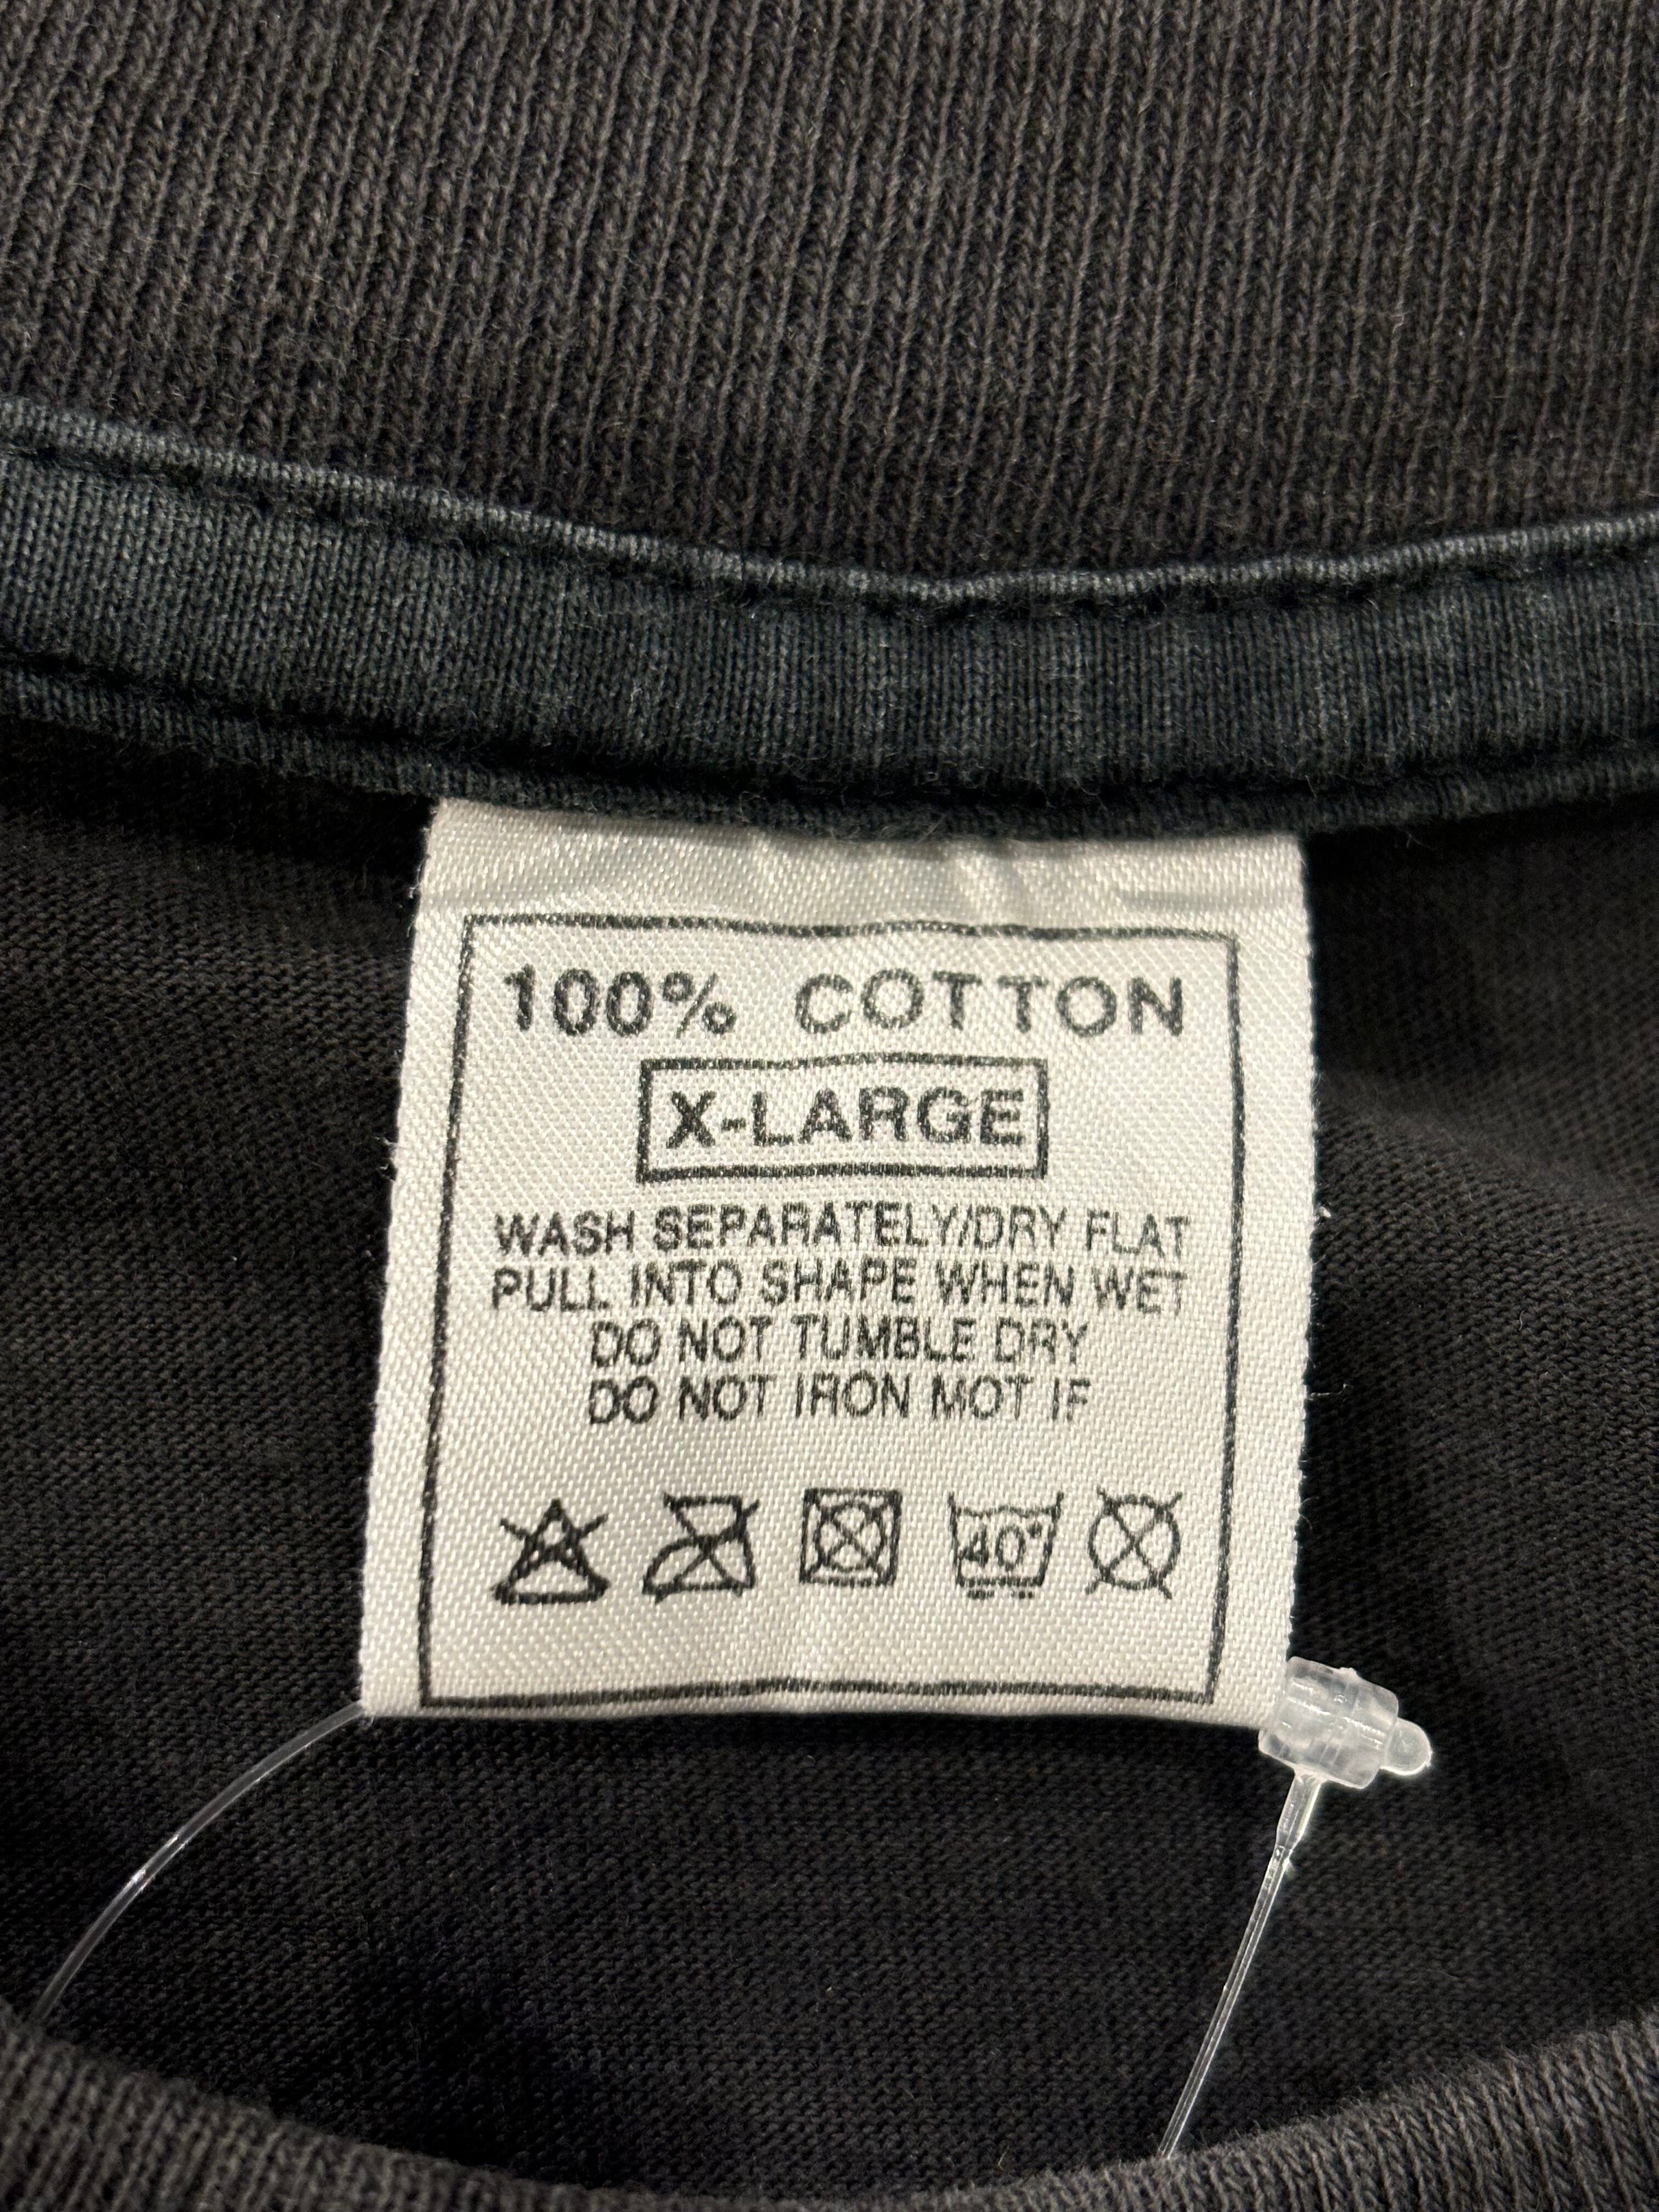 100% COTTON
X-LARGE
WASH SEPARATELY/DRY FLAT
PULL INTO SHAPE WHEN WET
DO NOT TUMBLE DRY
DO NOT IRON MOT IF
40°